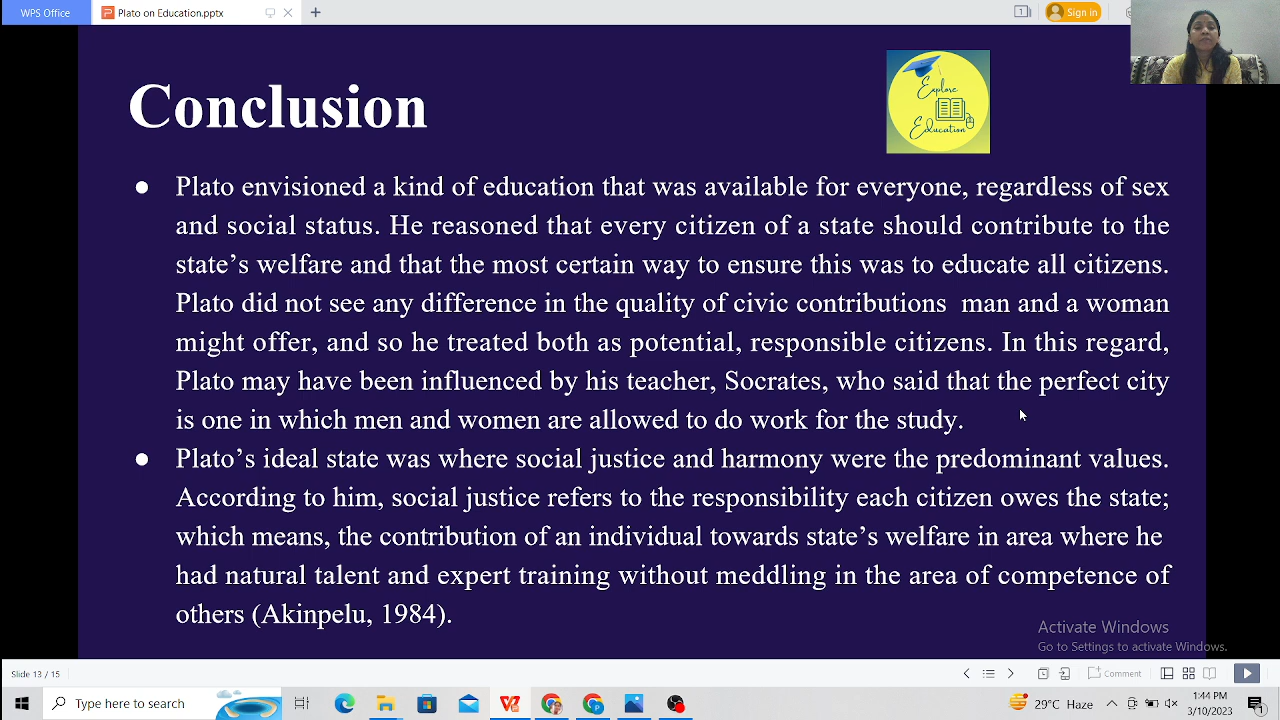 WPS Office
Plato on Education.pptx
Sign in
Conclusion
Explore
Education
● Plato envisioned a kind of education that was available for everyone, regardless of sex
and social status. He reasoned that every citizen of a state should contribute to the
state's welfare and that the most certain way to ensure this was to educate all citizens.
Plato did not see any difference in the quality of civic contributions man and a woman
might offer, and so he treated both as potential, responsible citizens. In this regard,
Plato may have been influenced by his teacher, Socrates, who said that the perfect city
is one in which men and women are allowed to do work for the study.
● Plato's ideal state was where social justice and harmony were the predominant values.
According to him, social justice refers to the responsibility each citizen owes the state;
which means, the contribution of an individual towards state's welfare in area where he
had natural talent and expert training without meddling in the area of competence of
others (Akinpelu, 1984).
Activate Windows
Go to Settings to activate Windows.
Slide 13 / 15
Comment
Type here to search
29°C Haze
1:44 PM
3/10/2023